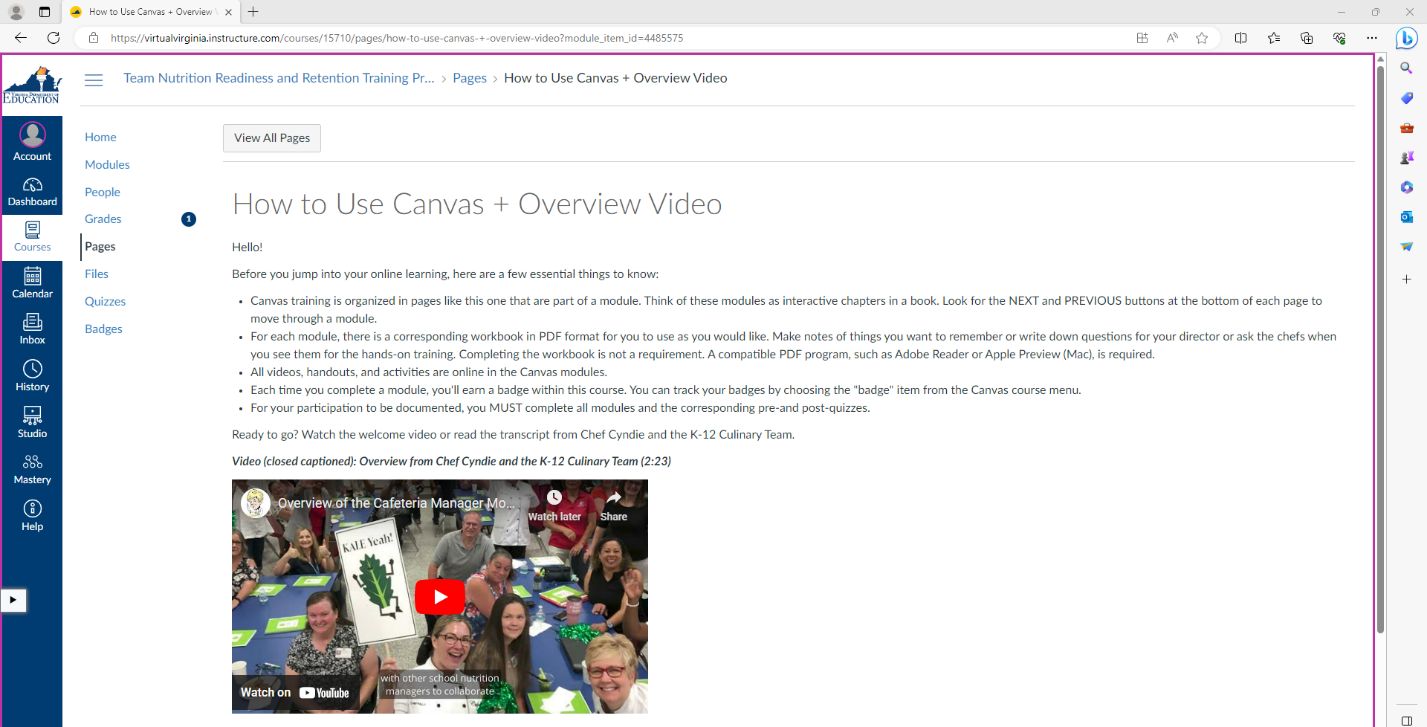 How to Use Canvas + Overview
https://virtualvirginia.instructure.com/courses/15710/pages/how-to-use-canvas-+-overview-video?module_item_id=4485575
VIRGINIA DEPARTMENT OF
EDUCATION
Team Nutrition Readiness and Retention Training Pr... > Pages > How to Use Canvas + Overview Video
Account
Dashboard
Courses
Calendar
Inbox
History
Studio
Mastery
Help
Home
Modules
People
Grades 1
Pages
Files
Quizzes
Badges
View All Pages
How to Use Canvas + Overview Video
Hello!
Before you jump into your online learning, here are a few essential things to know:
• Canvas training is organized in pages like this one that are part of a module. Think of these modules as interactive chapters in a book. Look for the NEXT and PREVIOUS buttons at the bottom of each page to
move through a module.
• For each module, there is a corresponding workbook in PDF format for you to use as you would like. Make notes of things you want to remember or write down questions for your director or ask the chefs when
you see them for the hands-on training. Completing the workbook is not a requirement. A compatible PDF program, such as Adobe Reader or Apple Preview (Mac), is required.
• All videos, handouts, and activities are online in the Canvas modules.
• Each time you complete a module, you'll earn a badge within this course. You can track your badges by choosing the "badge" item from the Canvas course menu.
• For your participation to be documented, you MUST complete all modules and the corresponding pre-and post-quizzes.
Ready to go? Watch the welcome video or read the transcript from Chef Cyndie and the K-12 Culinary Team.
Video (closed captioned): Overview from Chef Cyndie and the K-12 Culinary Team (2:23)
Overview of the Cafeteria Manager Mo...
Watch later
Share
KALE Yeah!
with other school nutrition
managers to collaborate
Watch on YouTube